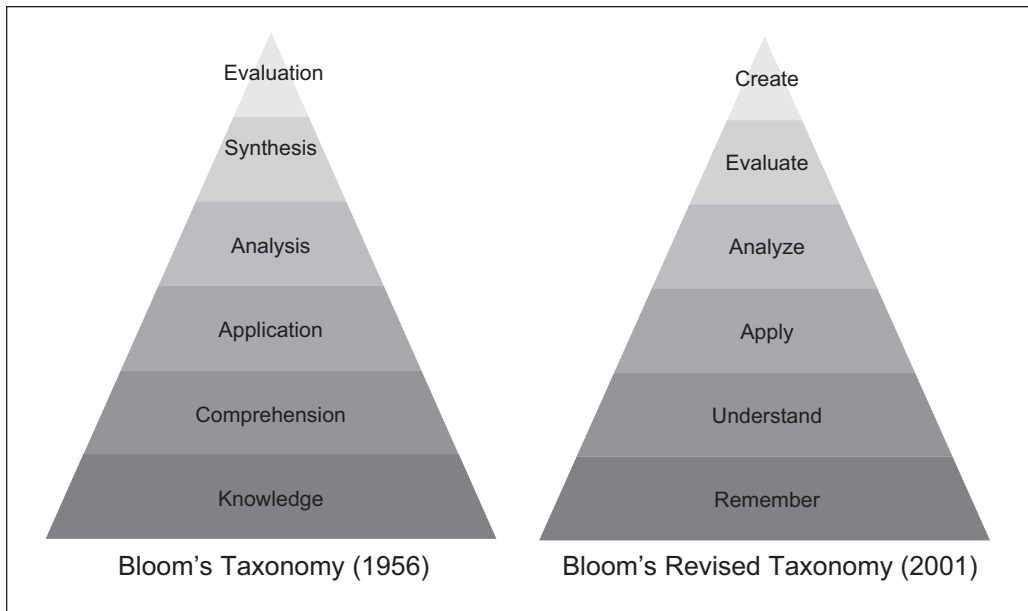 Evaluation
Synthesis
Analysis
Application
Comprehension
Knowledge
Bloom’s Taxonomy (1956)
Create
Evaluate
Analyze
Apply
Understand
Remember
Bloom’s Revised Taxonomy (2001)